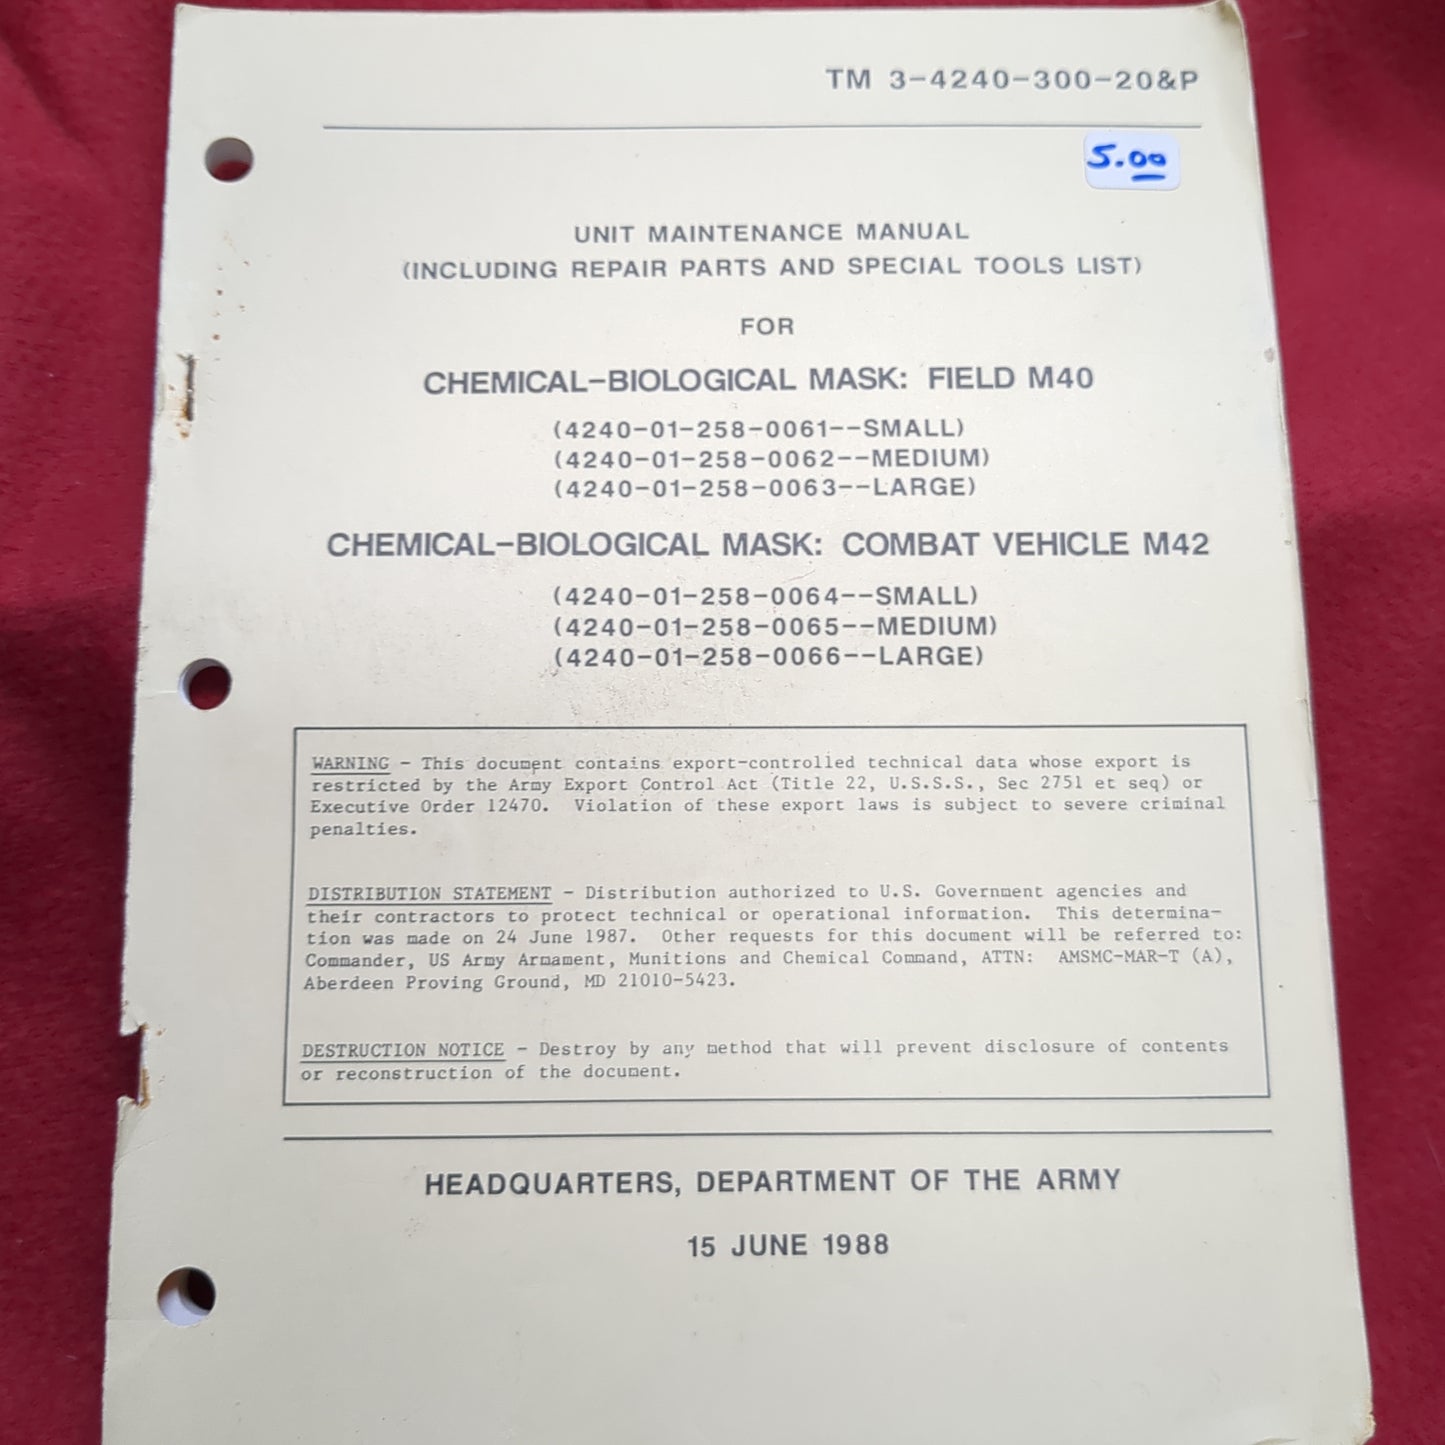 TM 3-4240-300-20&P
5.00
UNIT MAINTENANCE MANUAL
(INCLUDING REPAIR PARTS AND SPECIAL TOOLS LIST)
FOR
CHEMICAL-BIOLOGICAL MASK: FIELD M40
(4240-01-258-0061--SMALL)
(4240-01-258-0062--MEDIUM)
(4240-01-258-0063--LARGE)
CHEMICAL-BIOLOGICAL MASK: COMBAT VEHICLE M42
(4240-01-258-0064--SMALL)
(4240-01-258-0065--MEDIUM)
(4240-01-258-0066--LARGE)
WARNING - This document contains export-controlled technical data whose export is
restricted by the Army Export Control Act (Title 22, U.S.S.S., Sec 2751 et seq) or
Executive Order 12470. Violation of these export laws is subject to severe criminal
penalties.
DISTRIBUTION STATEMENT - Distribution authorized to U.S. Government agencies and
their contractors to protect technical or operational information. This determina-
tion was made on 24 June 1987. Other requests for this document will be referred to:
Commander, US Army Armament, Munitions and Chemical Command, ATTN: AMSMC-MAR-T (A),
Aberdeen Proving Ground, MD 21010-5423.
DESTRUCTION NOTICE - Destroy by any method that will prevent disclosure of contents
or reconstruction of the document.
HEADQUARTERS, DEPARTMENT OF THE ARMY
15 JUNE 1988